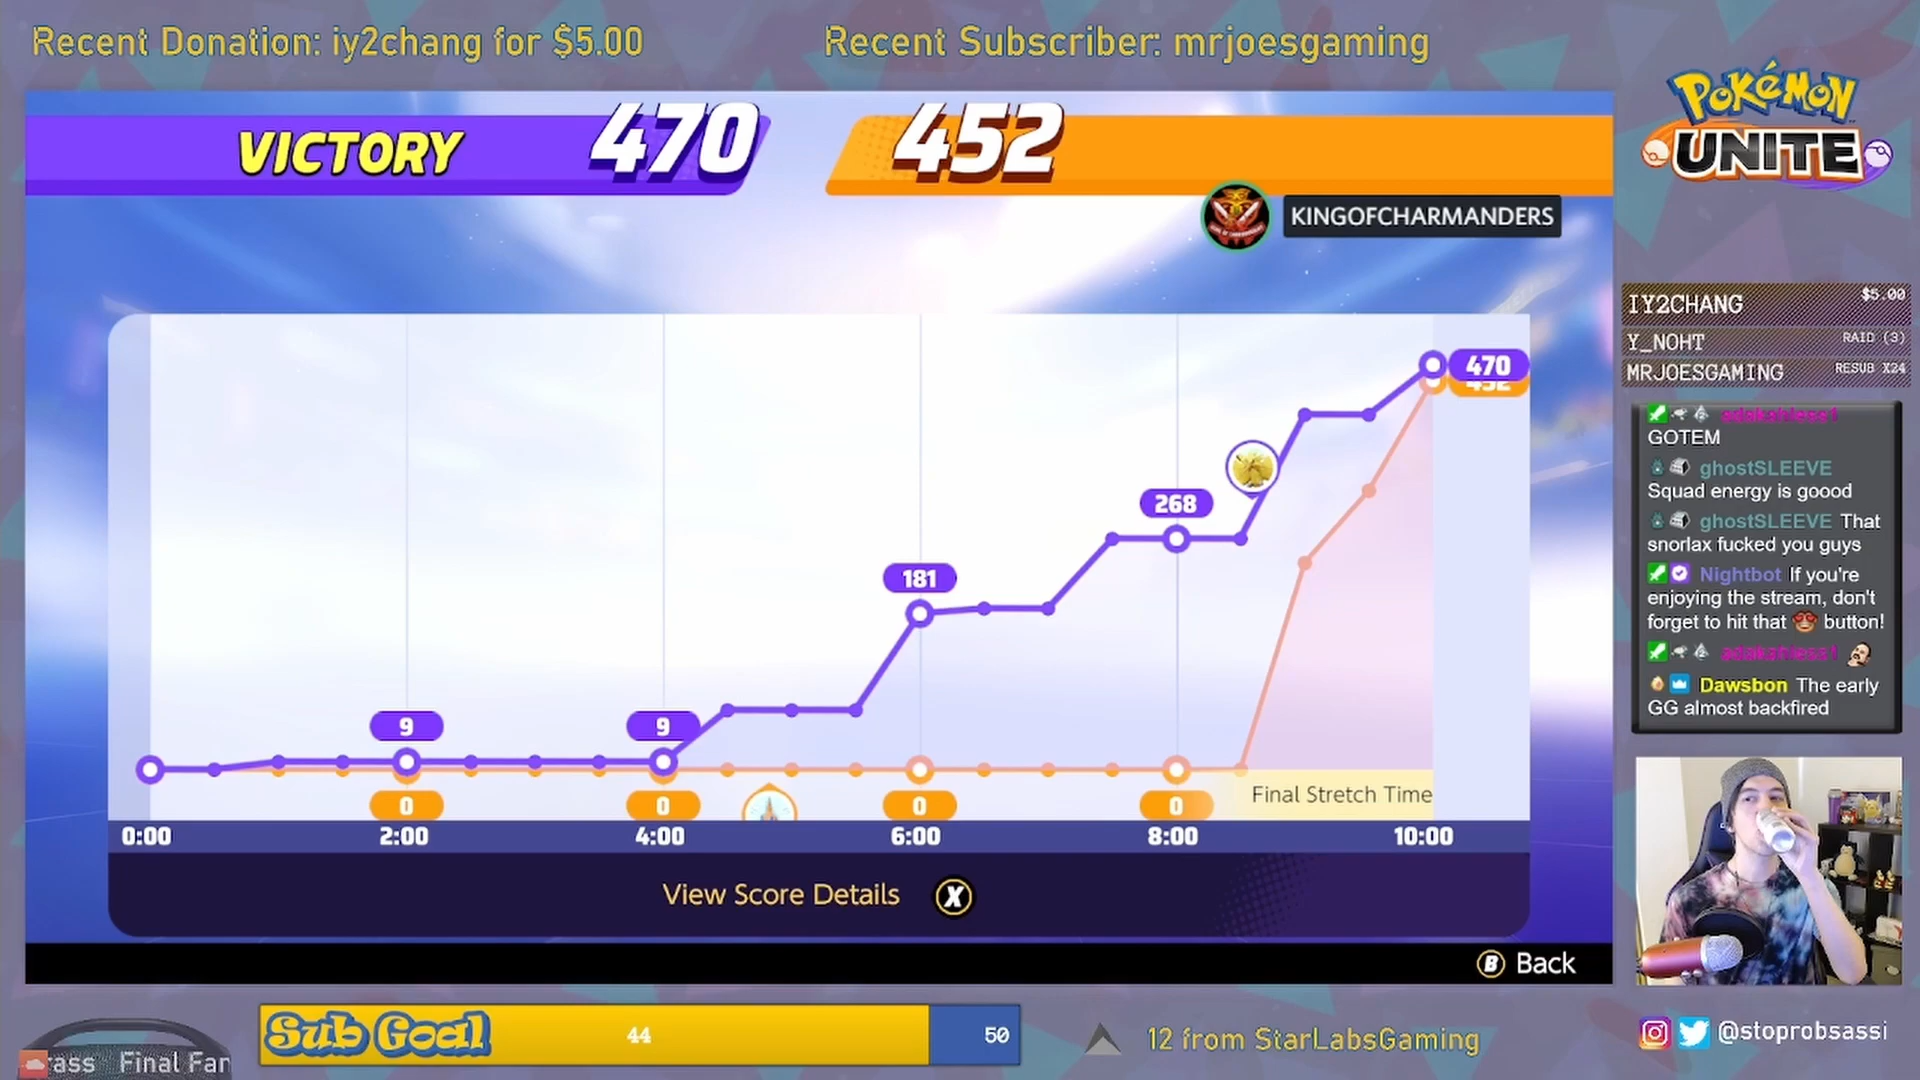 Recent Donation: iy2chang for $5.00
Recent Subscriber: mrjoesgaming
POKéMON
UNITE
VICTORY 470 452
KINGOFCHARMANDERS
IY2CHANG $5.00
Y_NOHT RAID (3)
MRJOESGAMING RESUB X24
470
452
268
181
9
9
0
0
0
0
Final Stretch Time
0:00 2:00 4:00 6:00 8:00 10:00
View Score Details X
B Back
GOTEM
ghostSLEEVE
Squad energy is goood
ghostSLEEVE That
snorlax fucked you guys
Nightbot If you're
enjoying the stream, don't
forget to hit that button!
Dawsbon The early
GG almost backfired
Sub Goal 44 50
12 from StarLabsGaming
@stoprobsassi
Final Fan